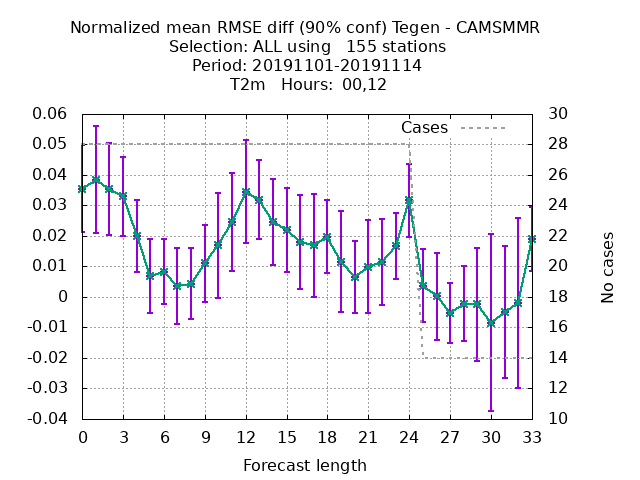 Normalized mean RMSE diff (90% conf) Tegen - CAMSMMR
Selection: ALL using   155 stations
Period: 20191101-20191114
T2m   Hours: 00,12
Cases
0.06
0.05
0.04
0.03
0.02
0.01
0
-0.01
-0.02
-0.03
-0.04
30
28
26
24
22
20
18
16
14
12
10
No cases
0 3 6 9 12 15 18 21 24 27 30 33
Forecast length